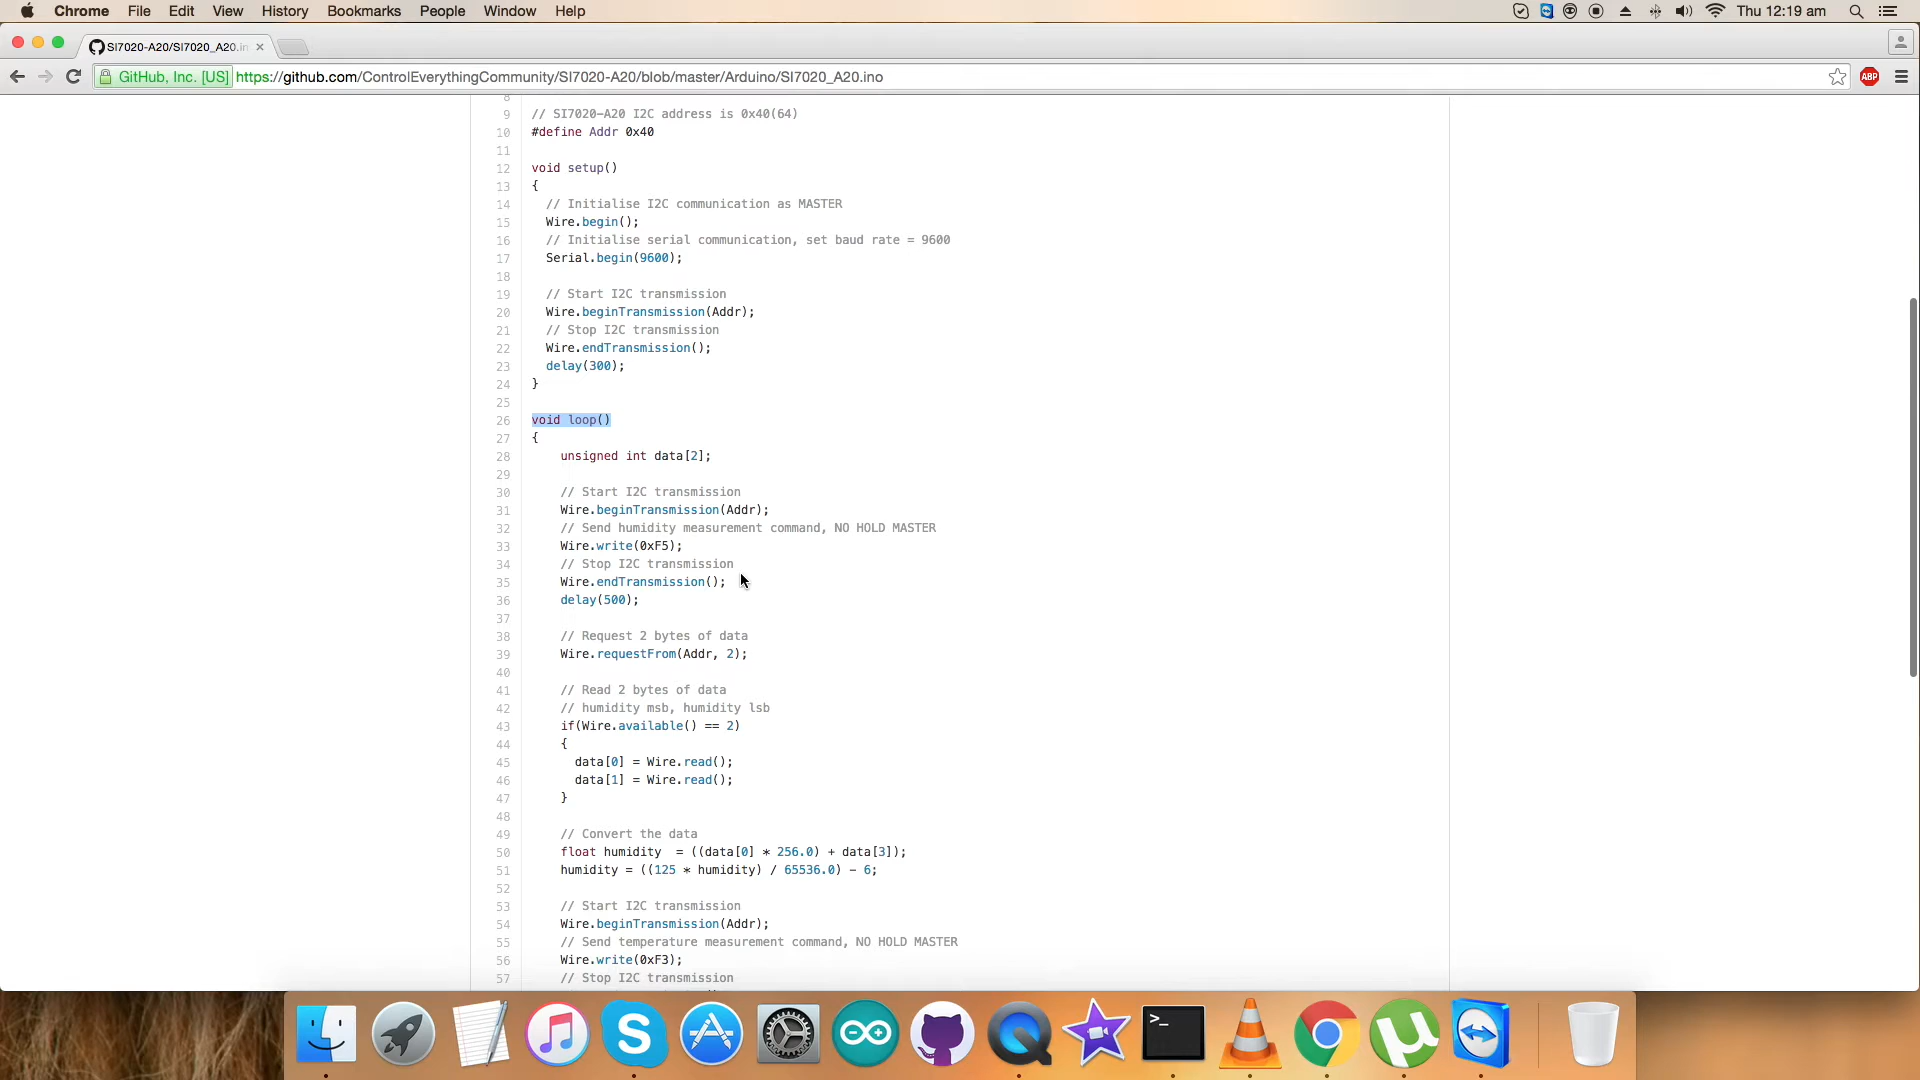 Chrome File Edit View History Bookmarks People Window Help Thu 12:19 am
SI7020-A20/SI7020_A20.in
GitHub, Inc. [US] https://github.com/ControlEverythingCommunity/SI7020-A20/blob/master/Arduino/SI7020_A20.ino ABP
8
9 // SI7020-A20 I2C address is 0x40(64)
10 #define Addr 0x40
11
12 void setup()
13 {
14 // Initialise I2C communication as MASTER
15 Wire.begin();
16 // Initialise serial communication, set baud rate = 9600
17 Serial.begin(9600);
18
19 // Start I2C transmission
20 Wire.beginTransmission(Addr);
21 // Stop I2C transmission
22 Wire.endTransmission();
23 delay(300);
24 }
25
26 void loop()
27 {
28 unsigned int data[2];
29
30 // Start I2C transmission
31 Wire.beginTransmission(Addr);
32 // Send humidity measurement command, NO HOLD MASTER
33 Wire.write(0xF5);
34 // Stop I2C transmission
35 Wire.endTransmission();
36 delay(500);
37
38 // Request 2 bytes of data
39 Wire.requestFrom(Addr, 2);
40
41 // Read 2 bytes of data
42 // humidity msb, humidity lsb
43 if(Wire.available() == 2)
44 {
45 data[0] = Wire.read();
46 data[1] = Wire.read();
47 }
48
49 // Convert the data
50 float humidity = ((data[0] * 256.0) + data[3]);
51 humidity = ((125 * humidity) / 65536.0) - 6;
52
53 // Start I2C transmission
54 Wire.beginTransmission(Addr);
55 // Send temperature measurement command, NO HOLD MASTER
56 Wire.write(0xF3);
57 // Stop I2C transmission